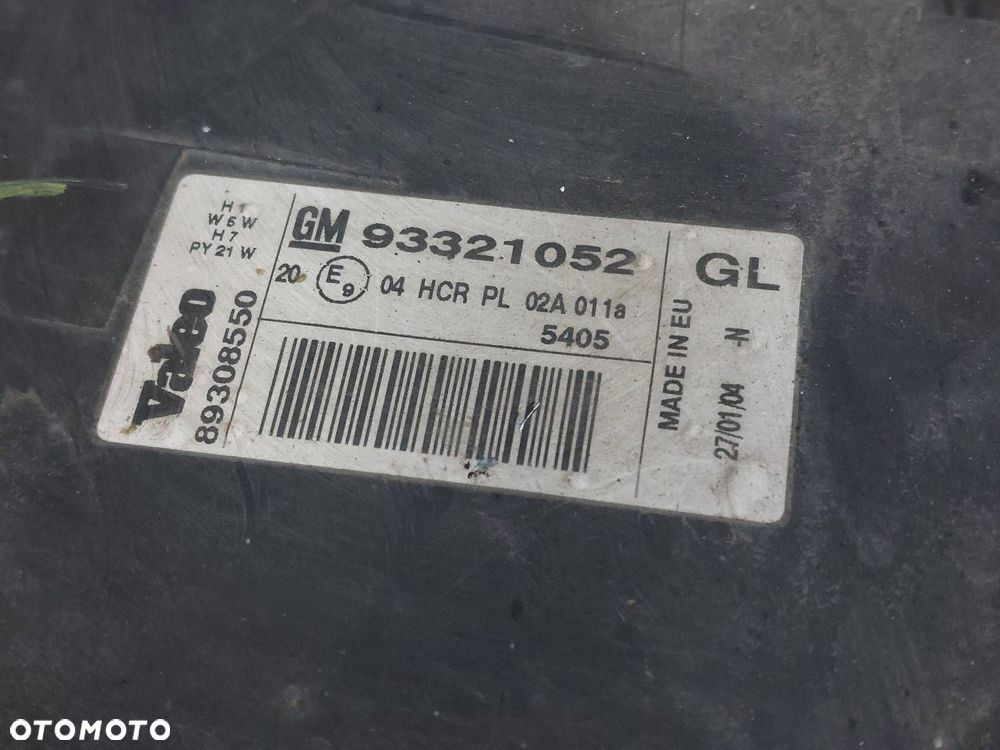 H1
W5W
H7
PY21W
Valeo
89308550
GM 93321052
20 E9 04 HCR PL 02A 011a
5405
GL
MADE IN EU
27/01/04 -N
OTOMOTO